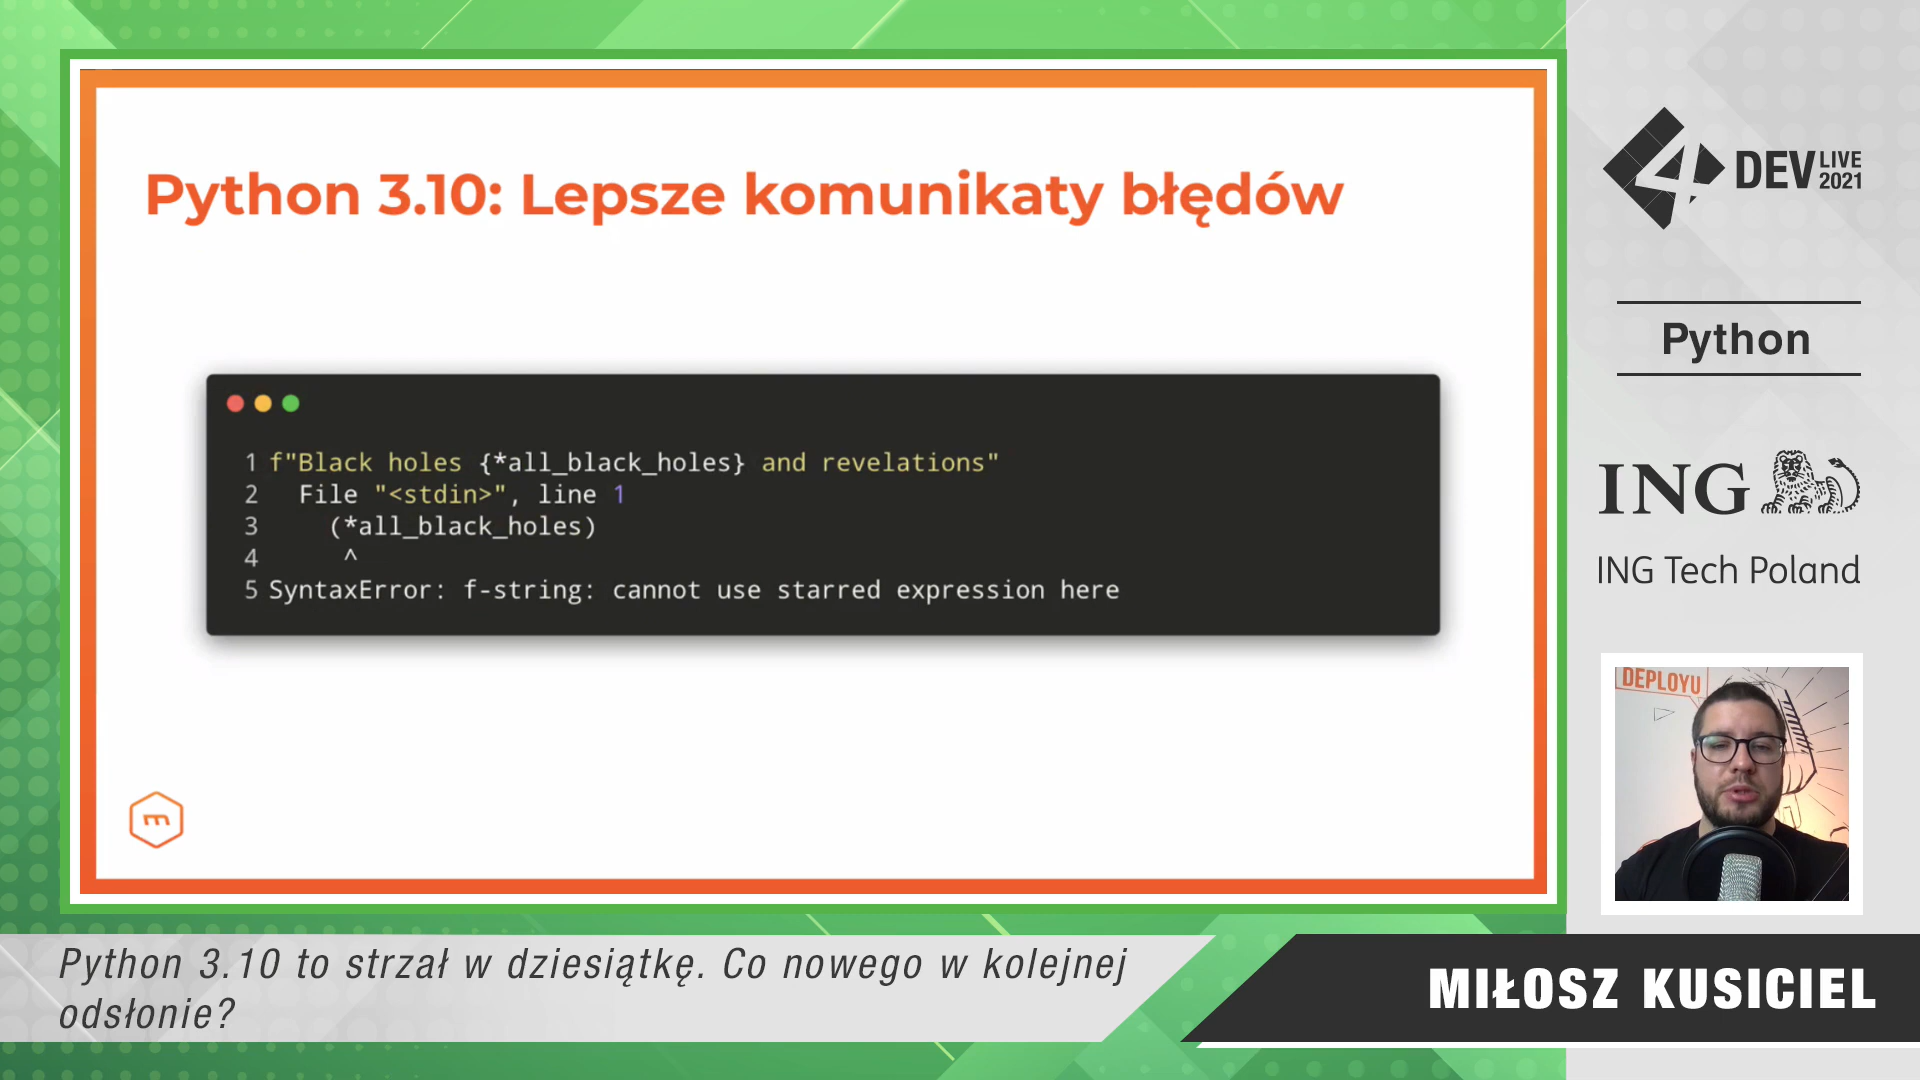 Python 3.10: Lepsze komunikaty błędów
1 f"Black holes {*all_black_holes} and revelations"
2   File "<stdin>", line 1
3     (*all_black_holes)
4      ^
5 SyntaxError: f-string: cannot use starred expression here
m
4DEV LIVE 2021
Python
ING
ING Tech Poland
DEPLOYU
Python 3.10 to strzał w dziesiątkę. Co nowego w kolejnej
odsłonie?
MIŁOSZ KUSICIEL